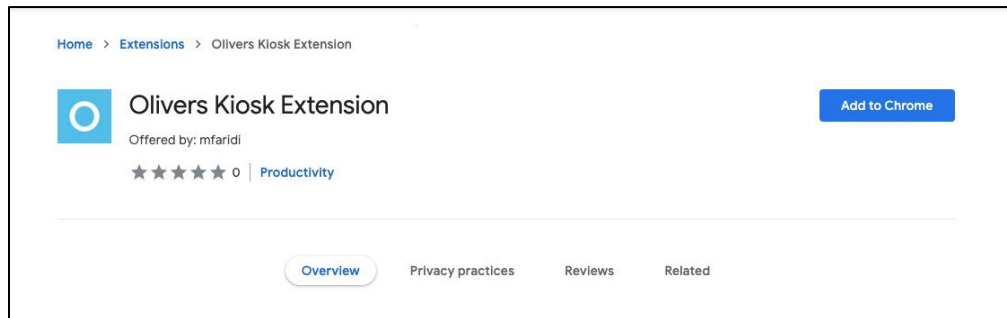 Home > Extensions > Olivers Kiosk Extension
O
Olivers Kiosk Extension
Add to Chrome
Offered by: mfaridi
0 | Productivity
Overview Privacy practices Reviews Related